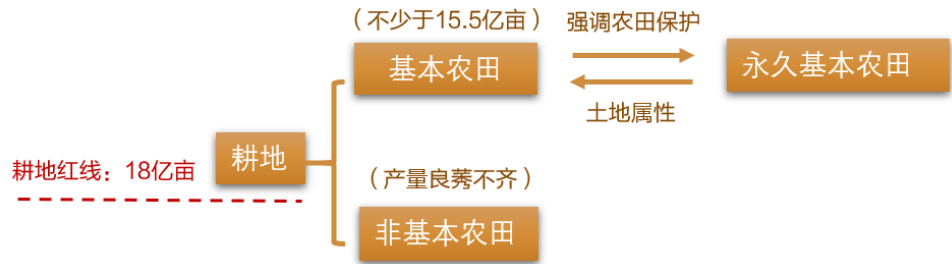 （不少于15.5亿亩）
强调农田保护
基本农田
永久基本农田
土地属性
耕地
耕地红线：18亿亩
（产量良莠不齐）
非基本农田